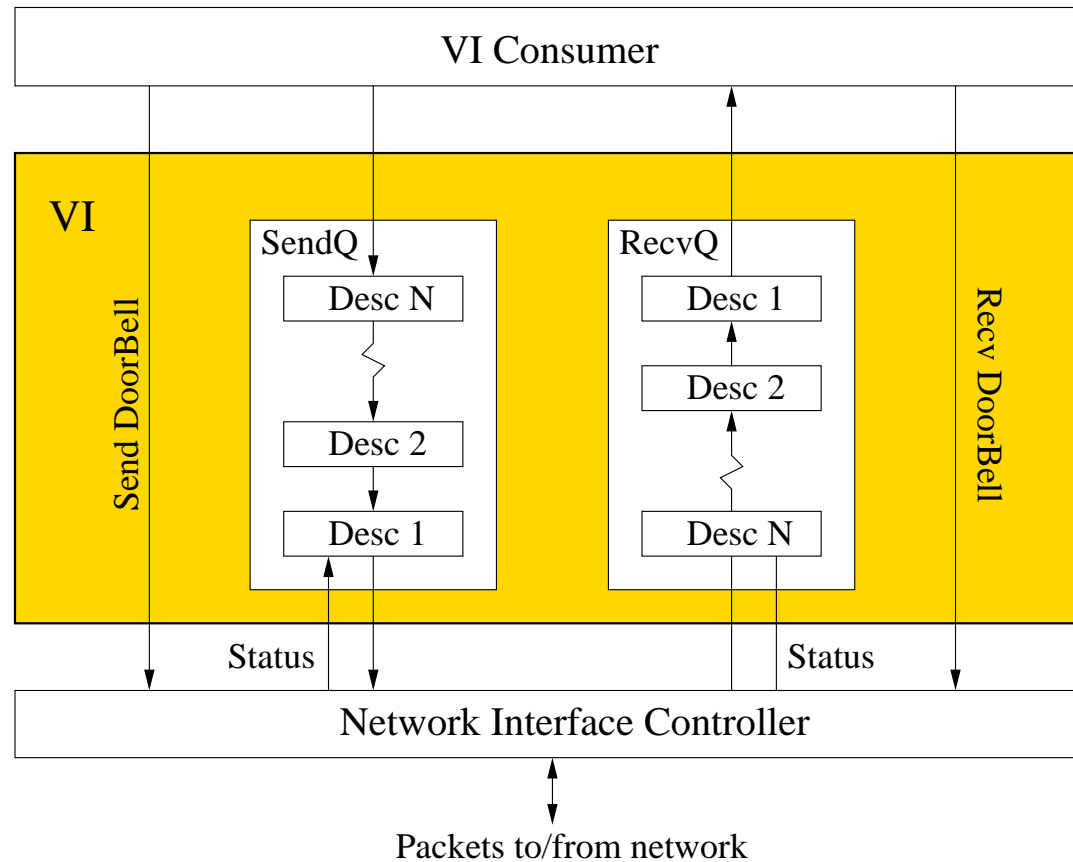 VI Consumer
VI
SendQ
RecvQ
Desc N
Desc 1
Desc 2
Desc 2
Desc 1
Desc N
Send DoorBell
Recv DoorBell
Status
Status
Network Interface Controller
Packets to/from network